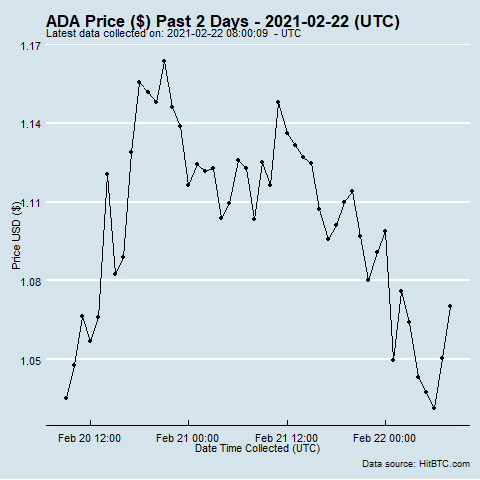 ADA Price ($) Past 2 Days - 2021-02-22 (UTC)
Latest data collected on: 2021-02-22 08:00:09 - UTC
1.17
1.14
1.11
1.08
1.05
Price USD ($)
Feb 20 12:00 Feb 21 00:00 Feb 21 12:00 Feb 22 00:00
Date Time Collected (UTC)
Data source: HitBTC.com